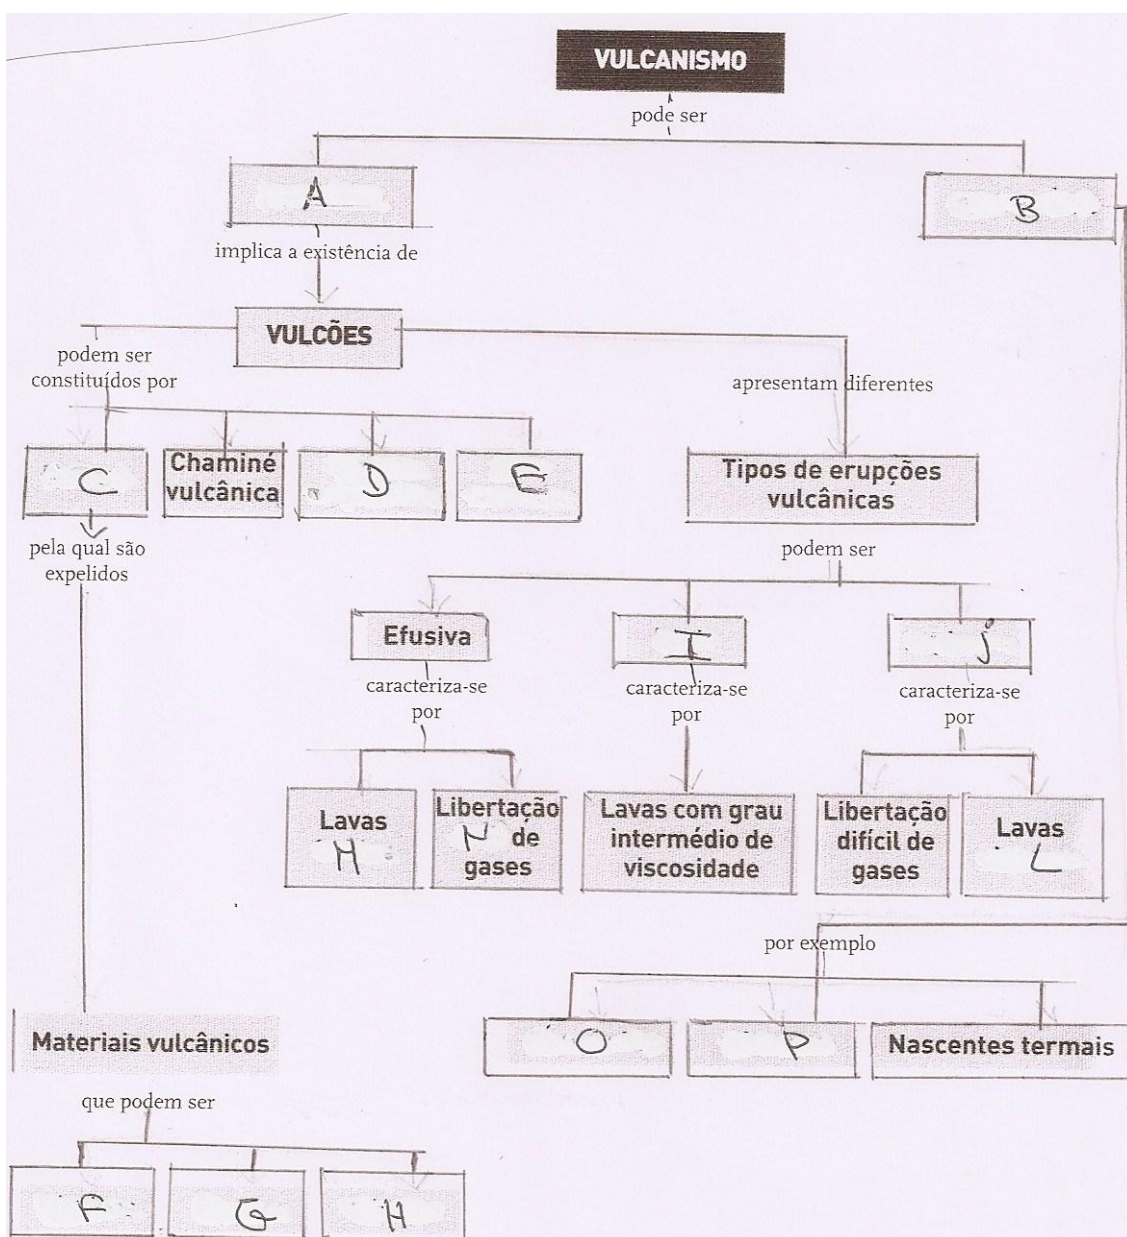 VULCANISMO
pode ser
A
B
implica a existência de
VULCÕES
podem ser
constituídos por
apresentam diferentes
C
Chaminé
vulcânica
D
E
Tipos de erupções
vulcânicas
pela qual são
expelidos
podem ser
Efusiva
I
j
caracteriza-se
por
caracteriza-se
por
caracteriza-se
por
Lavas
M
Libertação
N de
gases
Lavas com grau
intermédio de
viscosidade
Libertação
difícil de
gases
Lavas
L
por exemplo
O
P
Nascentes termais
Materiais vulcânicos
que podem ser
F
G
H